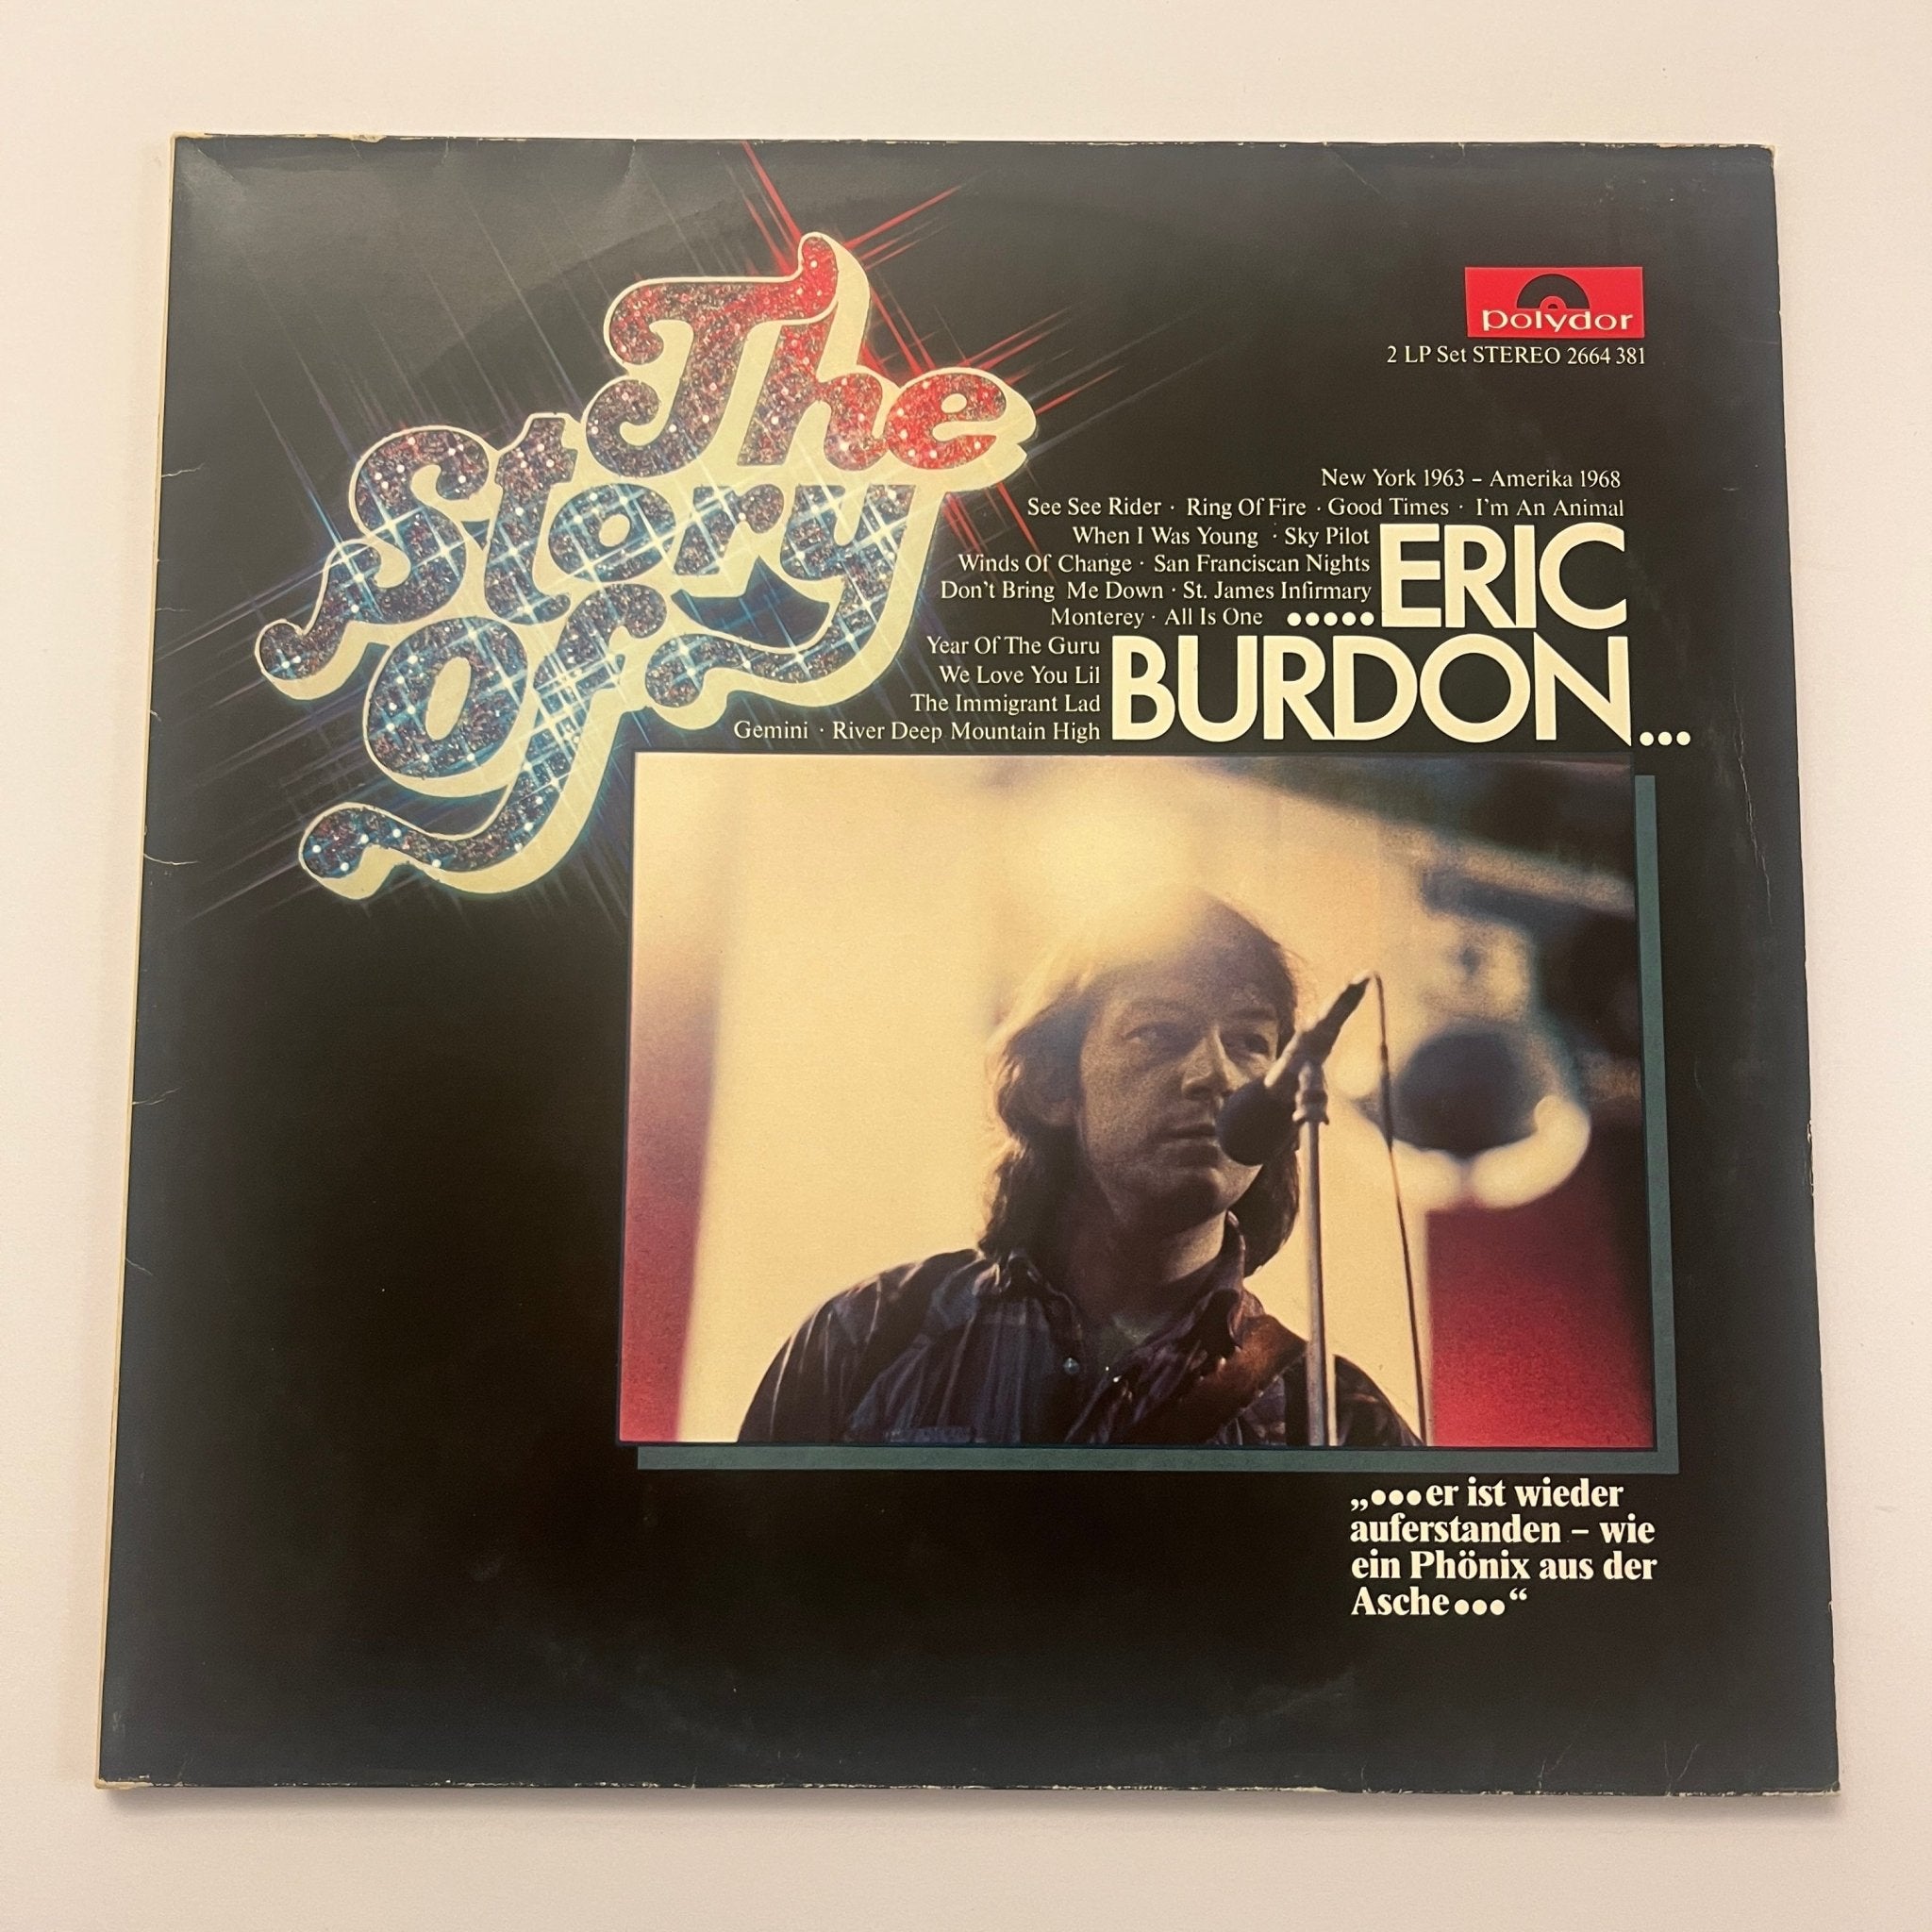 The
Story
Of
polydor
2 LP Set STEREO 2664 381
New York 1963 – Amerika 1968
See See Rider · Ring Of Fire · Good Times · I'm An Animal
When I Was Young · Sky Pilot
Winds Of Change · San Franciscan Nights
Don't Bring Me Down · St. James Infirmary
Monterey · All Is One
•••••ERIC
Year Of The Guru
We Love You Lil
The Immigrant Lad
Gemini · River Deep Mountain High
BURDON...
„•••er ist wieder
auferstanden – wie
ein Phönix aus der
Asche•••“